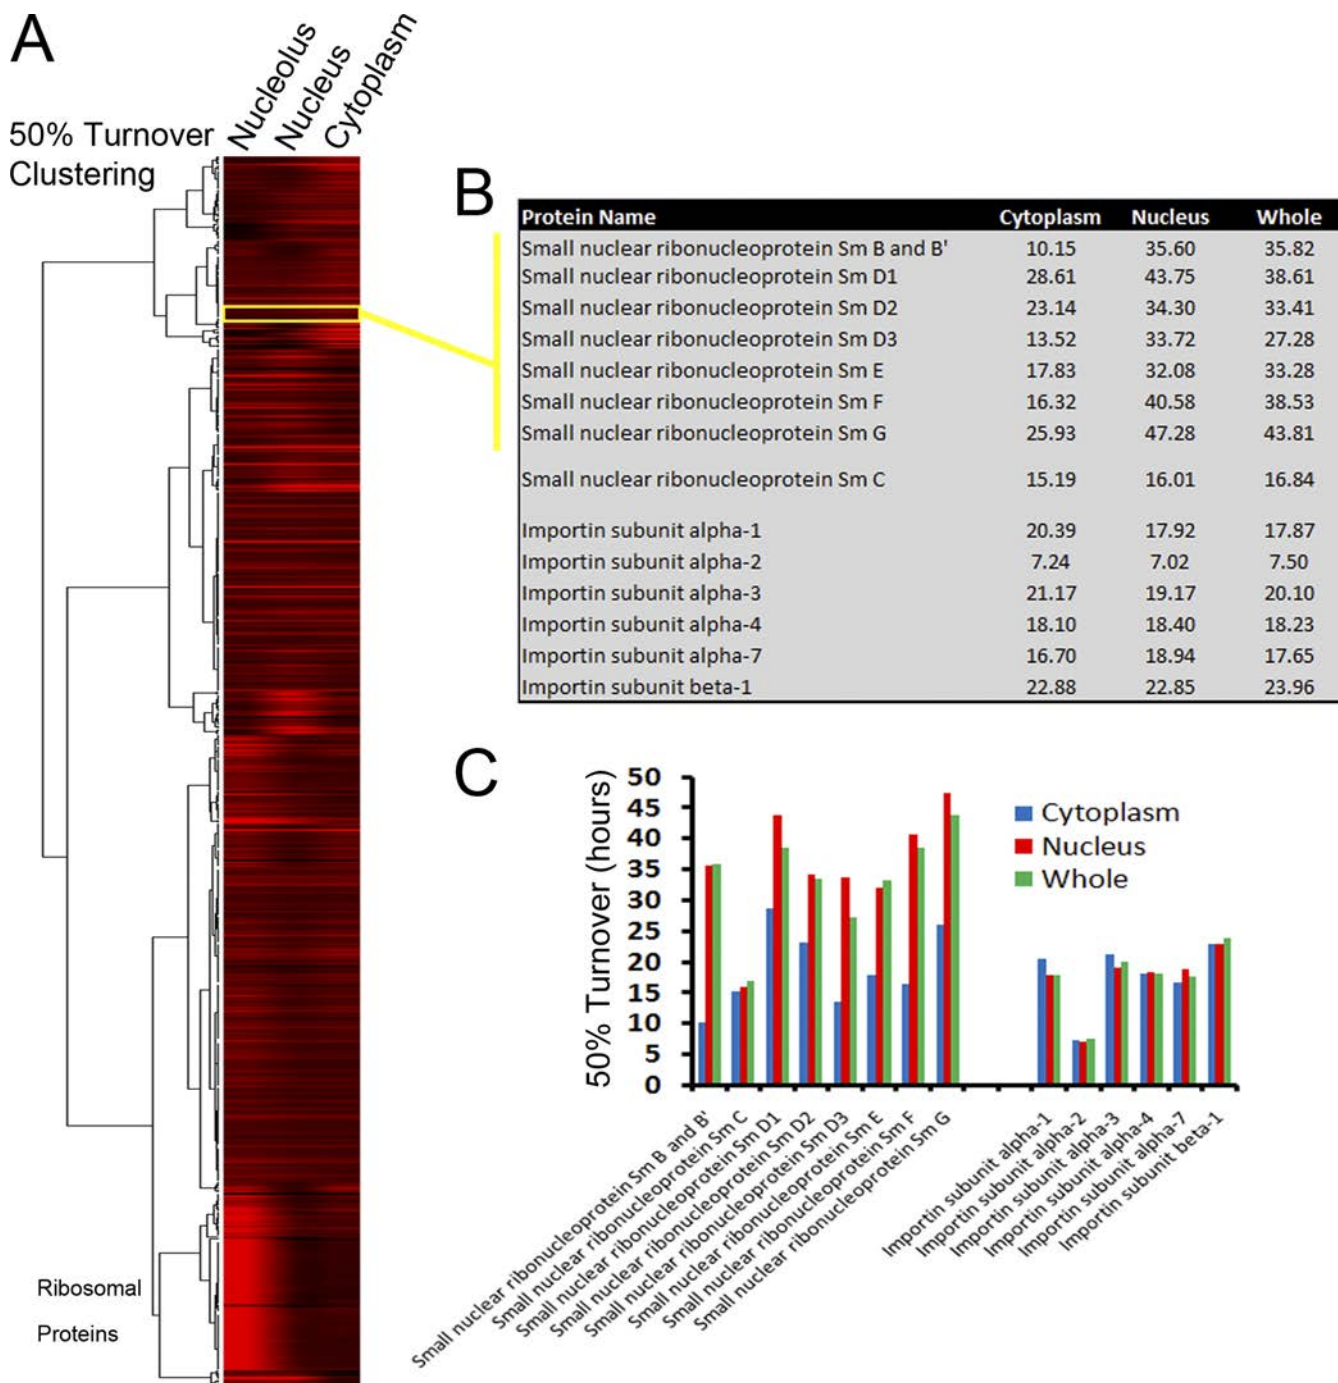 A
Nucleolus
Nucleus
Cytoplasm
50% Turnover
Clustering
Ribosomal
Proteins
B
Protein Name Cytoplasm Nucleus Whole
Small nuclear ribonucleoprotein Sm B and B' 10.15 35.60 35.82
Small nuclear ribonucleoprotein Sm D1 28.61 43.75 38.61
Small nuclear ribonucleoprotein Sm D2 23.14 34.30 33.41
Small nuclear ribonucleoprotein Sm D3 13.52 33.72 27.28
Small nuclear ribonucleoprotein Sm E 17.83 32.08 33.28
Small nuclear ribonucleoprotein Sm F 16.32 40.58 38.53
Small nuclear ribonucleoprotein Sm G 25.93 47.28 43.81
Small nuclear ribonucleoprotein Sm C 15.19 16.01 16.84
Importin subunit alpha-1 20.39 17.92 17.87
Importin subunit alpha-2 7.24 7.02 7.50
Importin subunit alpha-3 21.17 19.17 20.10
Importin subunit alpha-4 18.10 18.40 18.23
Importin subunit alpha-7 16.70 18.94 17.65
Importin subunit beta-1 22.88 22.85 23.96
C
50% Turnover (hours)
50
45
40
35
30
25
20
15
10
5
0
Cytoplasm
Nucleus
Whole
Small nuclear ribonucleoprotein Sm B and B'
Small nuclear ribonucleoprotein Sm C
Small nuclear ribonucleoprotein Sm D1
Small nuclear ribonucleoprotein Sm D2
Small nuclear ribonucleoprotein Sm D3
Small nuclear ribonucleoprotein Sm E
Small nuclear ribonucleoprotein Sm F
Small nuclear ribonucleoprotein Sm G
Importin subunit alpha-1
Importin subunit alpha-2
Importin subunit alpha-3
Importin subunit alpha-4
Importin subunit alpha-7
Importin subunit beta-1